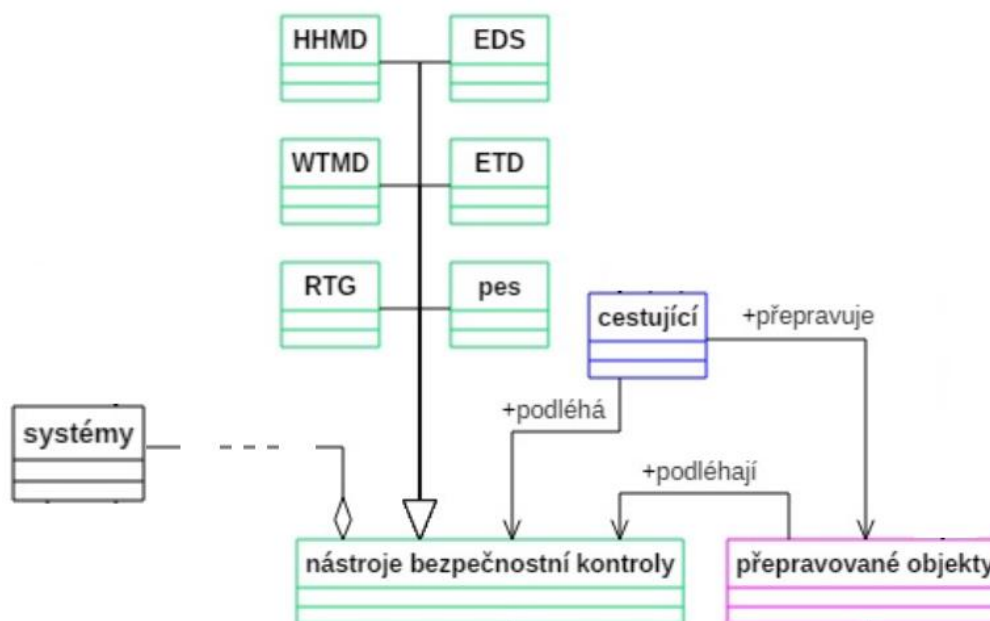 HHMD
EDS
WTMD
ETD
RTG
pes
cestující
+přepravuje
+podléhá
systémy
+podléhají
nástroje bezpečnostní kontroly
přepravované objekty